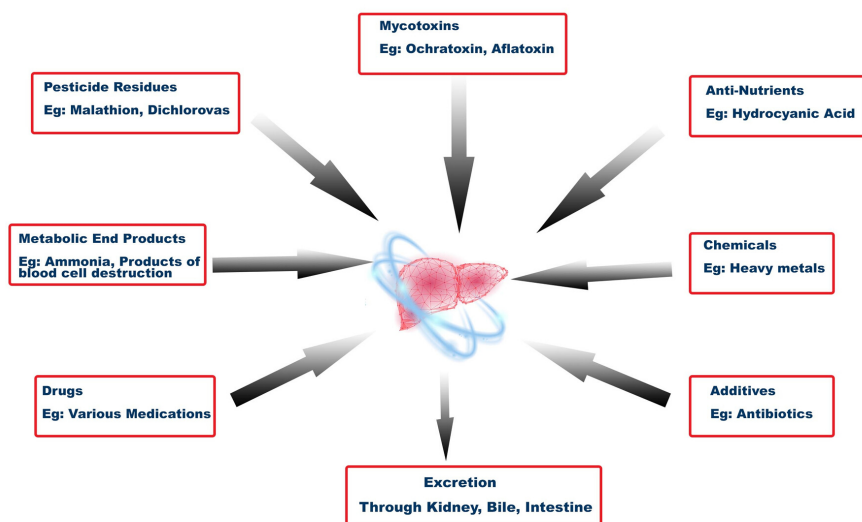 Mycotoxins
Eg: Ochratoxin, Aflatoxin
Pesticide Residues
Eg: Malathion, Dichlorovas
Anti-Nutrients
Eg: Hydrocyanic Acid
Metabolic End Products
Eg: Ammonia, Products of
blood cell destruction
Chemicals
Eg: Heavy metals
Drugs
Eg: Various Medications
Additives
Eg: Antibiotics
Excretion
Through Kidney, Bile, Intestine